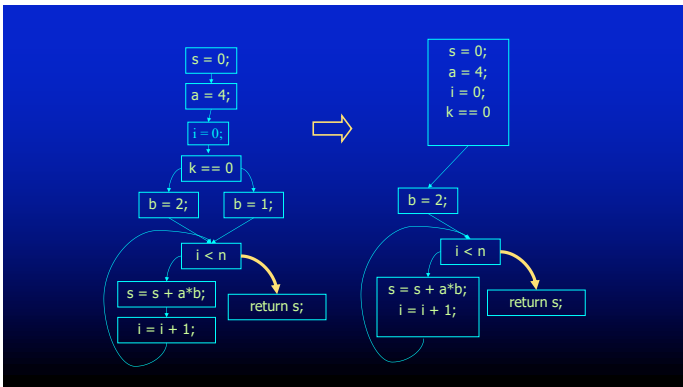 s = 0;
a = 4;
i = 0;
k == 0
b = 2;
b = 1;
i < n
s = s + a*b;
i = i + 1;
return s;
s = 0;
a = 4;
i = 0;
k == 0
b = 2;
i < n
s = s + a*b;
i = i + 1;
return s;